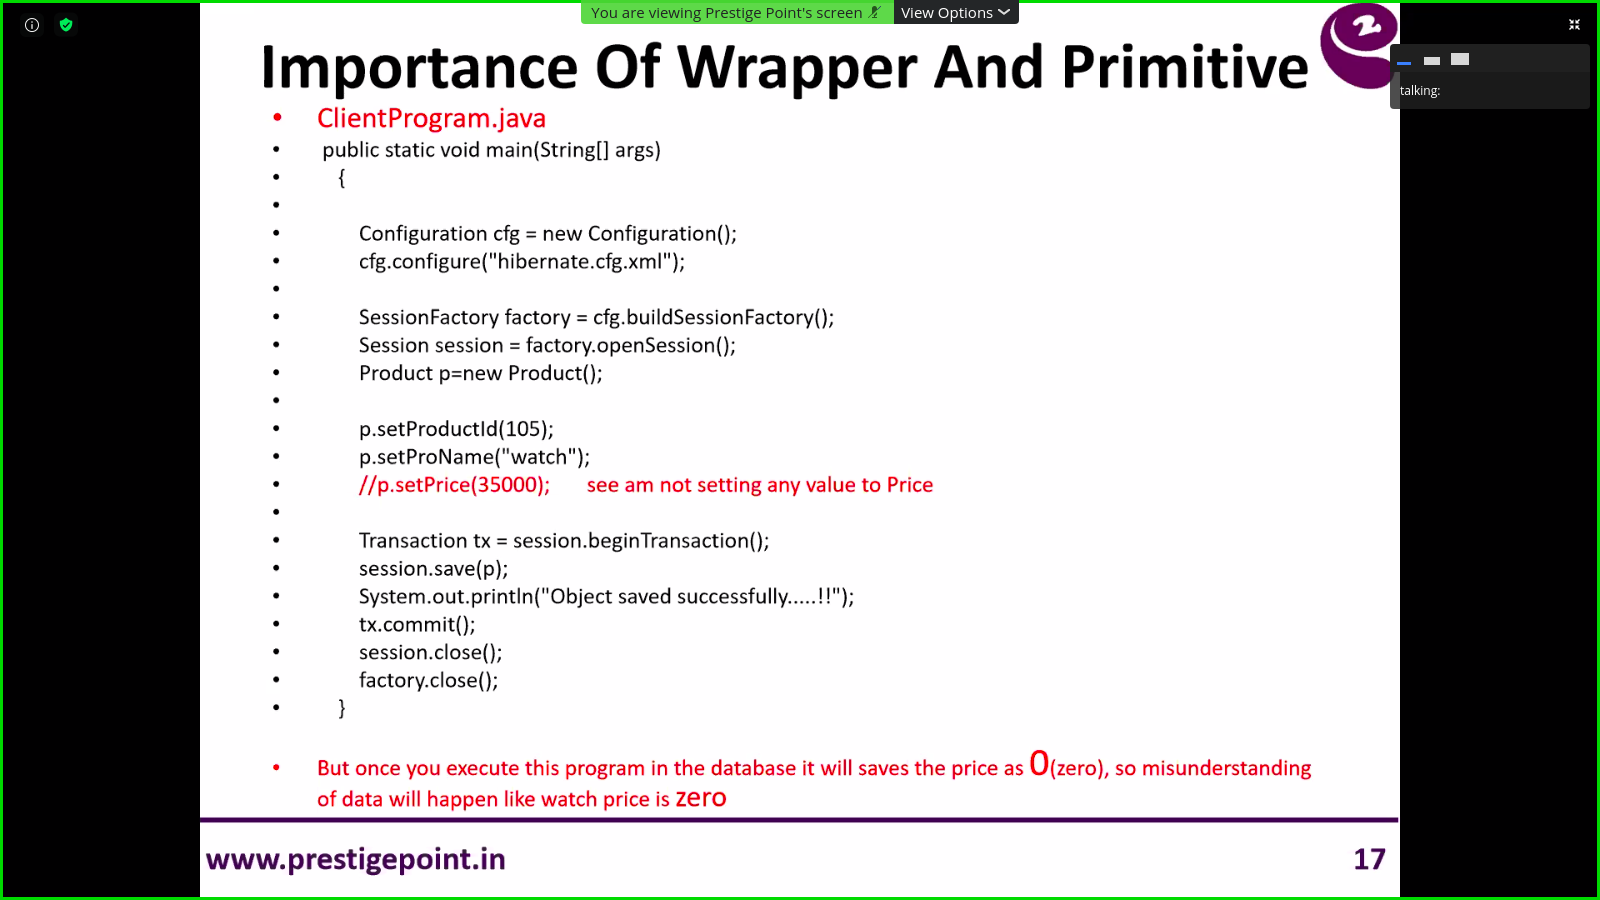 You are viewing Prestige Point's screen
View Options
Importance Of Wrapper And Primitive
2
talking:
• ClientProgram.java
• public static void main(String[] args)
• {
•
• Configuration cfg = new Configuration();
• cfg.configure("hibernate.cfg.xml");
•
• SessionFactory factory = cfg.buildSessionFactory();
• Session session = factory.openSession();
• Product p=new Product();
•
• p.setProductId(105);
• p.setProName("watch");
• //p.setPrice(35000); see am not setting any value to Price
•
• Transaction tx = session.beginTransaction();
• session.save(p);
• System.out.println("Object saved successfully.....!!");
• tx.commit();
• session.close();
• factory.close();
• }
• But once you execute this program in the database it will saves the price as 0(zero), so misunderstanding
of data will happen like watch price is zero
www.prestigepoint.in
17